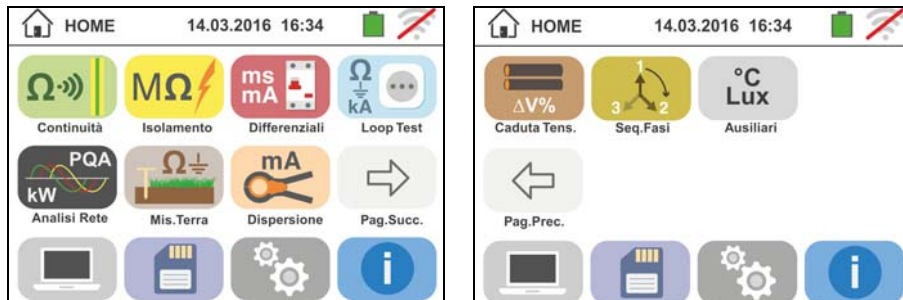 HOME 14.03.2016 16:34
Ω MΩ ms mA Ω kA
Continuità Isolamento Differenziali Loop Test
PQA kW Ω mA
Analisi Rete Mis.Terra Dispersione Pag.Succ.
i
HOME 14.03.2016 16:34
ΔV% 1 2 3 °C Lux
Caduta Tens. Seq.Fasi Ausiliari
Pag.Prec.
i